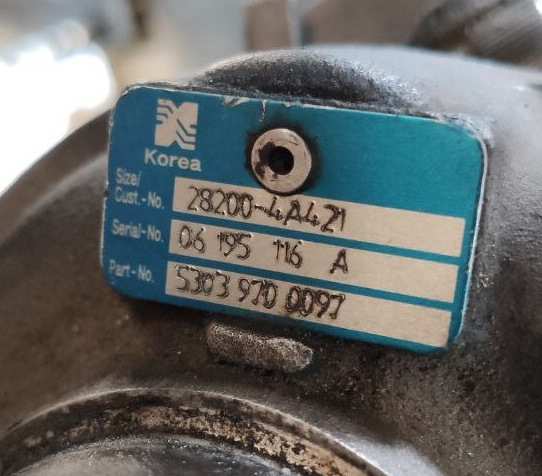 Korea
Size/
Cust.-No. 28200-4A421
Serial-No. 06 195 116 A
Part-No. 5303 970 0097